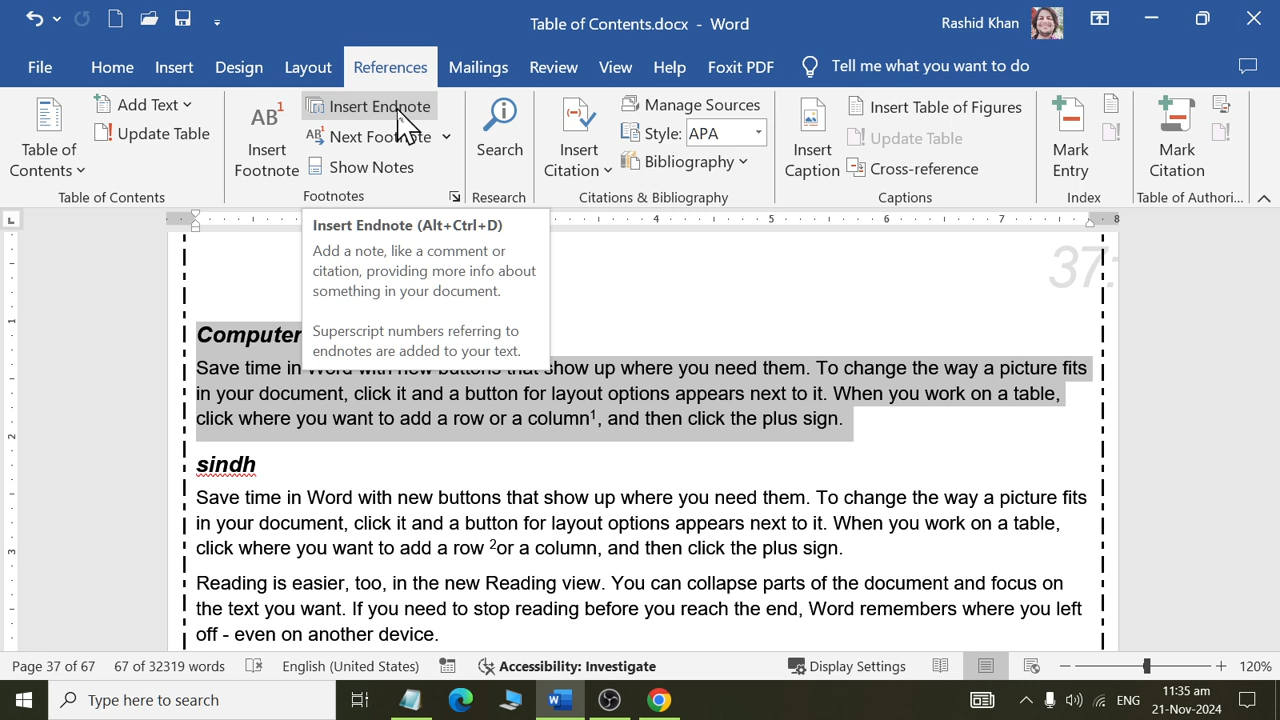 Table of Contents.docx - Word
Rashid Khan
File Home Insert Design Layout References Mailings Review View Help Foxit PDF Tell me what you want to do
Table of Contents
Add Text
Update Table
Table of Contents
AB1
Insert Footnote
Insert Endnote
AB1 Next Footnote
Show Notes
Footnotes
Search
Research
Insert Citation
Manage Sources
Style: APA
Bibliography
Citations & Bibliography
Insert Caption
Insert Table of Figures
Update Table
Cross-reference
Captions
Mark Entry
Index
Mark Citation
Table of Authori...
4 5 6 7 8
Insert Endnote (Alt+Ctrl+D)
Add a note, like a comment or
citation, providing more info about
something in your document.
Superscript numbers referring to
endnotes are added to your text.
37
Computer
Save time in Word with new buttons that show up where you need them. To change the way a picture fits
in your document, click it and a button for layout options appears next to it. When you work on a table,
click where you want to add a row or a column¹, and then click the plus sign.
sindh
Save time in Word with new buttons that show up where you need them. To change the way a picture fits
in your document, click it and a button for layout options appears next to it. When you work on a table,
click where you want to add a row ²or a column, and then click the plus sign.
Reading is easier, too, in the new Reading view. You can collapse parts of the document and focus on
the text you want. If you need to stop reading before you reach the end, Word remembers where you left
off - even on another device.
1
2
3
Page 37 of 67 67 of 32319 words English (United States) Accessibility: Investigate Display Settings 120%
Type here to search
ENG
11:35 am
21-Nov-2024